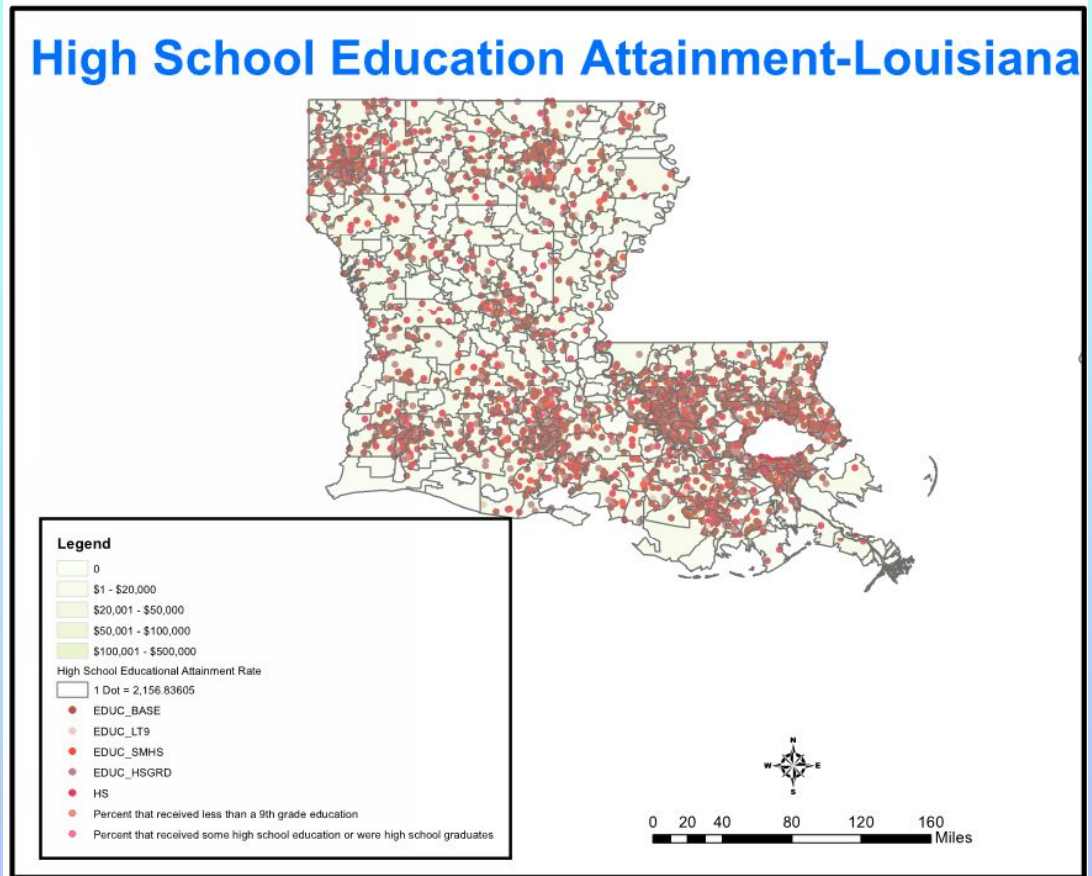 High School Education Attainment-Louisiana
Legend
0
$1 - $20,000
$20,001 - $50,000
$50,001 - $100,000
$100,001 - $500,000
High School Educational Attainment Rate
1 Dot = 2,156.83605
EDUC_BASE
EDUC_LT9
EDUC_SMHS
EDUC_HSGRD
HS
Percent that received less than a 9th grade education
Percent that received some high school education or were high school graduates
N
W E
S
0 20 40 80 120 160
Miles